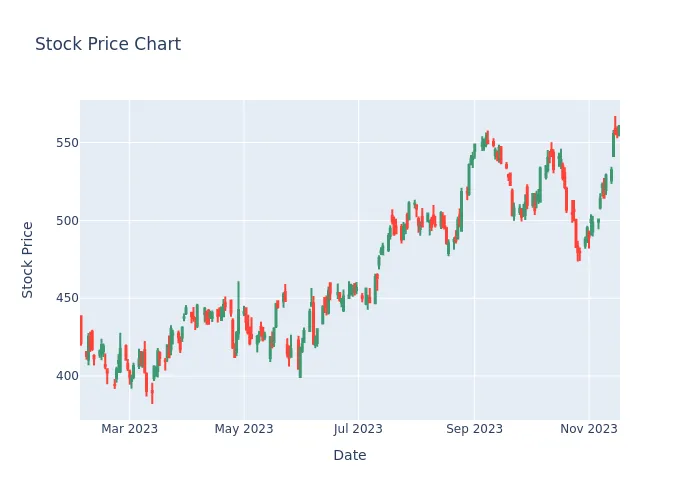 Stock Price Chart
Stock Price
550
500
450
400
Mar 2023
May 2023
Jul 2023
Sep 2023
Nov 2023
Date